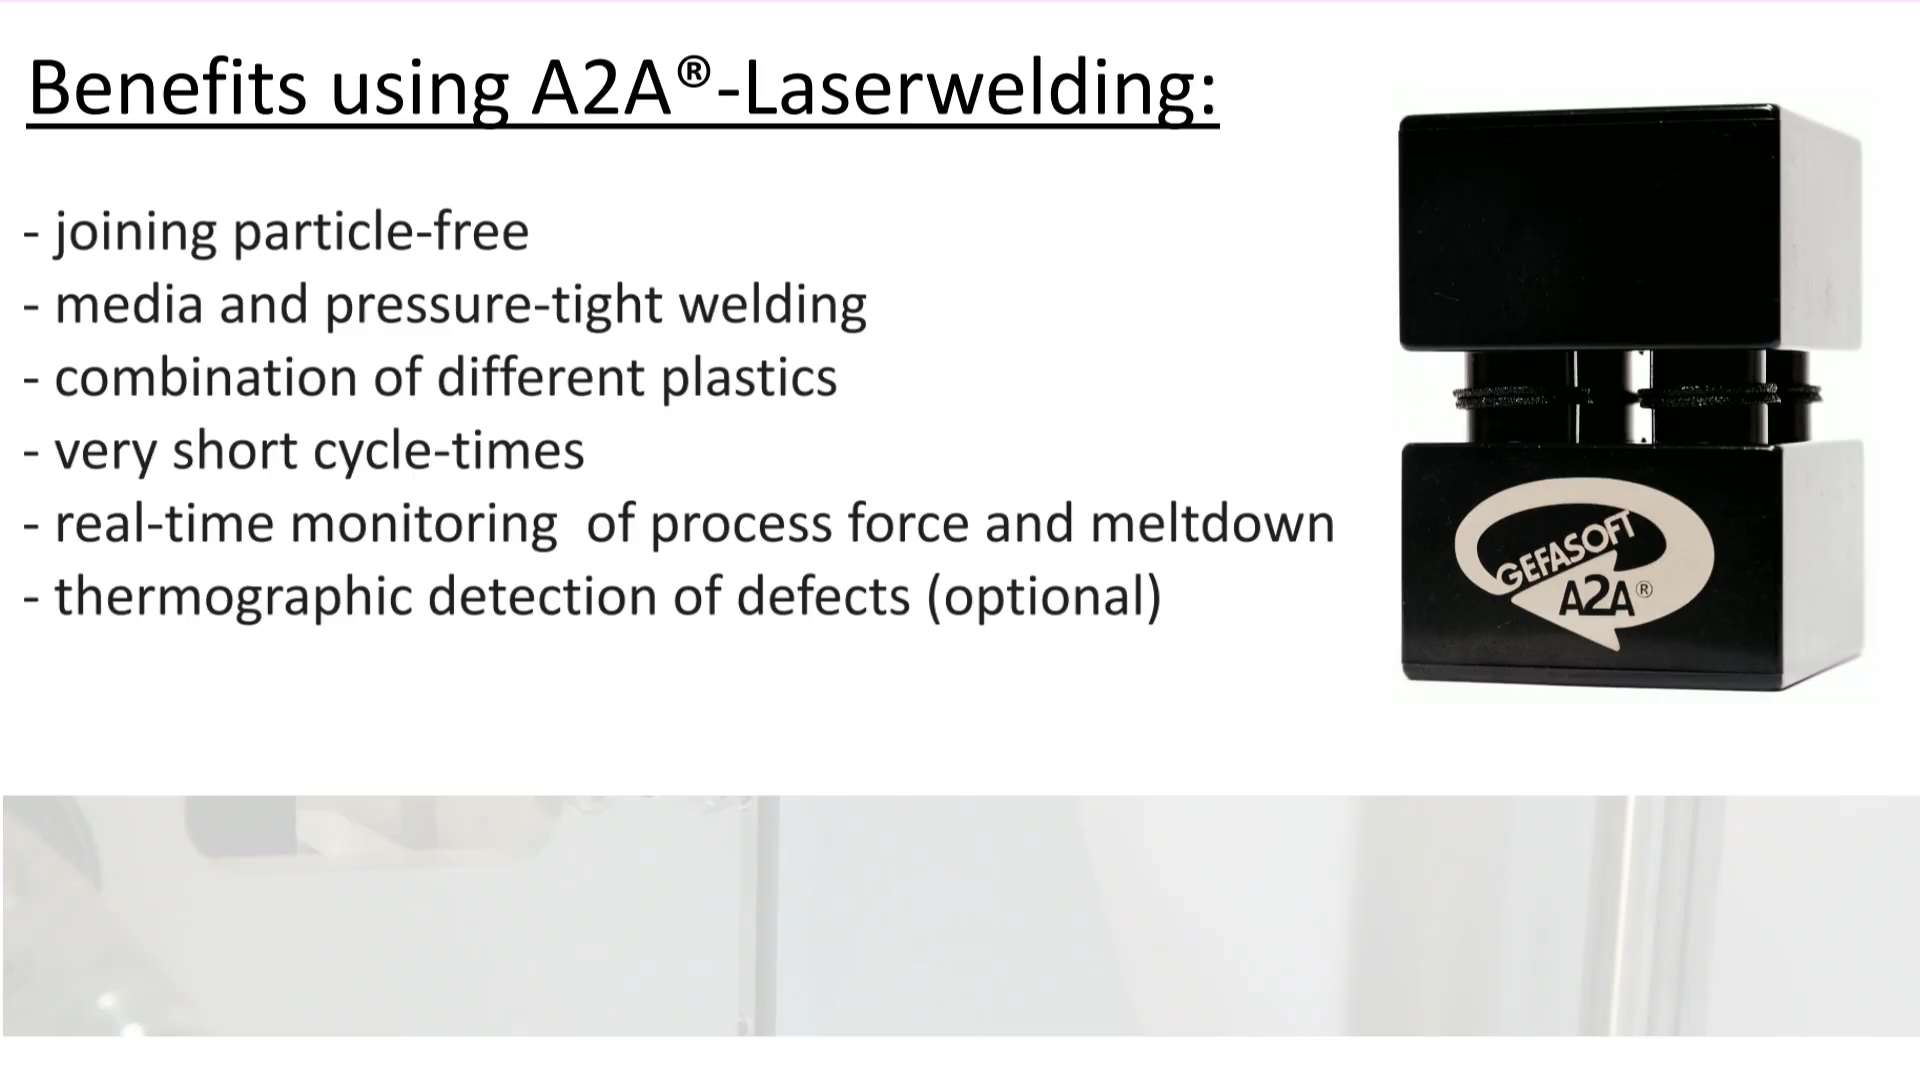 Benefits using A2A®-Laserwelding:
- joining particle-free
- media and pressure-tight welding
- combination of different plastics
- very short cycle-times
- real-time monitoring  of process force and meltdown
- thermographic detection of defects (optional)
GEFASOFT
A2A®